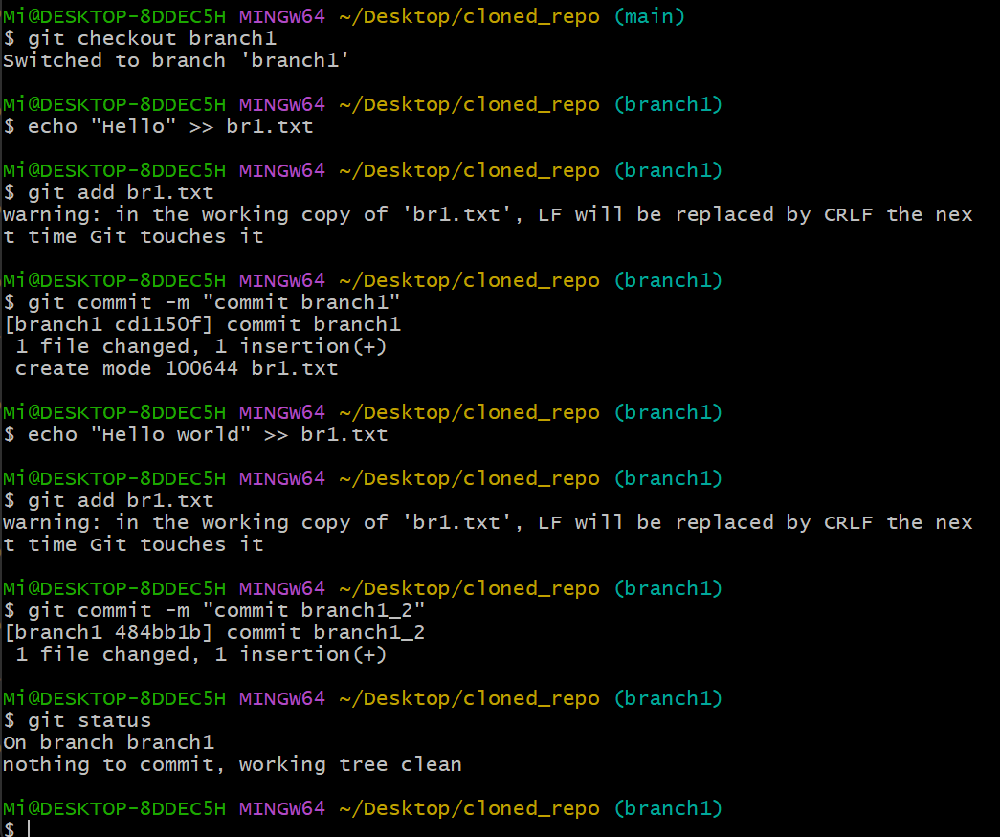 Mi@DESKTOP-8DDEC5H MINGW64 ~/Desktop/cloned_repo (main)
$ git checkout branch1
Switched to branch 'branch1'
Mi@DESKTOP-8DDEC5H MINGW64 ~/Desktop/cloned_repo (branch1)
$ echo "Hello" >> br1.txt
Mi@DESKTOP-8DDEC5H MINGW64 ~/Desktop/cloned_repo (branch1)
$ git add br1.txt
warning: in the working copy of 'br1.txt', LF will be replaced by CRLF the nex
t time Git touches it
Mi@DESKTOP-8DDEC5H MINGW64 ~/Desktop/cloned_repo (branch1)
$ git commit -m "commit branch1"
[branch1 cd1150f] commit branch1
 1 file changed, 1 insertion(+)
 create mode 100644 br1.txt
Mi@DESKTOP-8DDEC5H MINGW64 ~/Desktop/cloned_repo (branch1)
$ echo "Hello world" >> br1.txt
Mi@DESKTOP-8DDEC5H MINGW64 ~/Desktop/cloned_repo (branch1)
$ git add br1.txt
warning: in the working copy of 'br1.txt', LF will be replaced by CRLF the nex
t time Git touches it
Mi@DESKTOP-8DDEC5H MINGW64 ~/Desktop/cloned_repo (branch1)
$ git commit -m "commit branch1_2"
[branch1 484bb1b] commit branch1_2
 1 file changed, 1 insertion(+)
Mi@DESKTOP-8DDEC5H MINGW64 ~/Desktop/cloned_repo (branch1)
$ git status
On branch branch1
nothing to commit, working tree clean
Mi@DESKTOP-8DDEC5H MINGW64 ~/Desktop/cloned_repo (branch1)
$